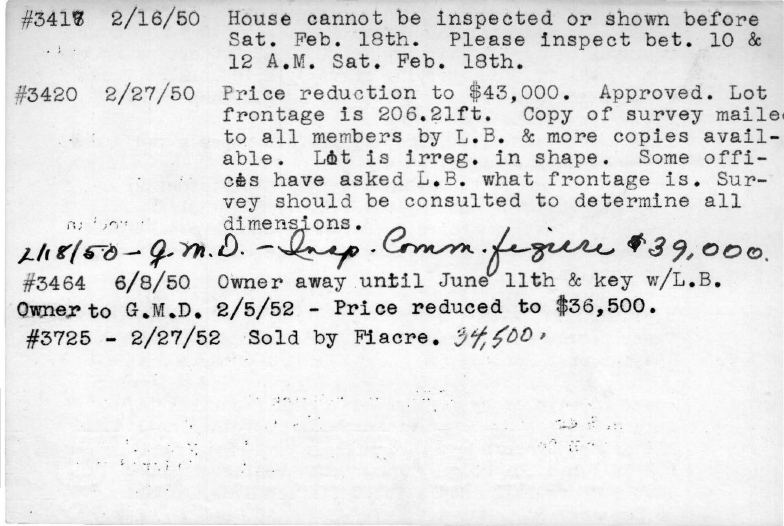 #3418 2/16/50 House cannot be inspected or shown before
Sat. Feb. 18th. Please inspect bet. 10 &
12 A.M. Sat. Feb. 18th.
#3420 2/27/50 Price reduction to $43,000. Approved. Lot
frontage is 206.21ft. Copy of survey maile
to all members by L.B. & more copies avail-
able. Lot is irreg. in shape. Some offi-
ces have asked L.B. what frontage is. Sur-
vey should be consulted to determine all
dimensions.
2/18/50 - G.M.D. - Insp. Comm. figure $39,000.
#3464 6/8/50 Owner away until June 11th & key w/L.B.
Owner to G.M.D. 2/5/52 - Price reduced to $36,500.
#3725 - 2/27/52 Sold by Fiacre. 34,500.